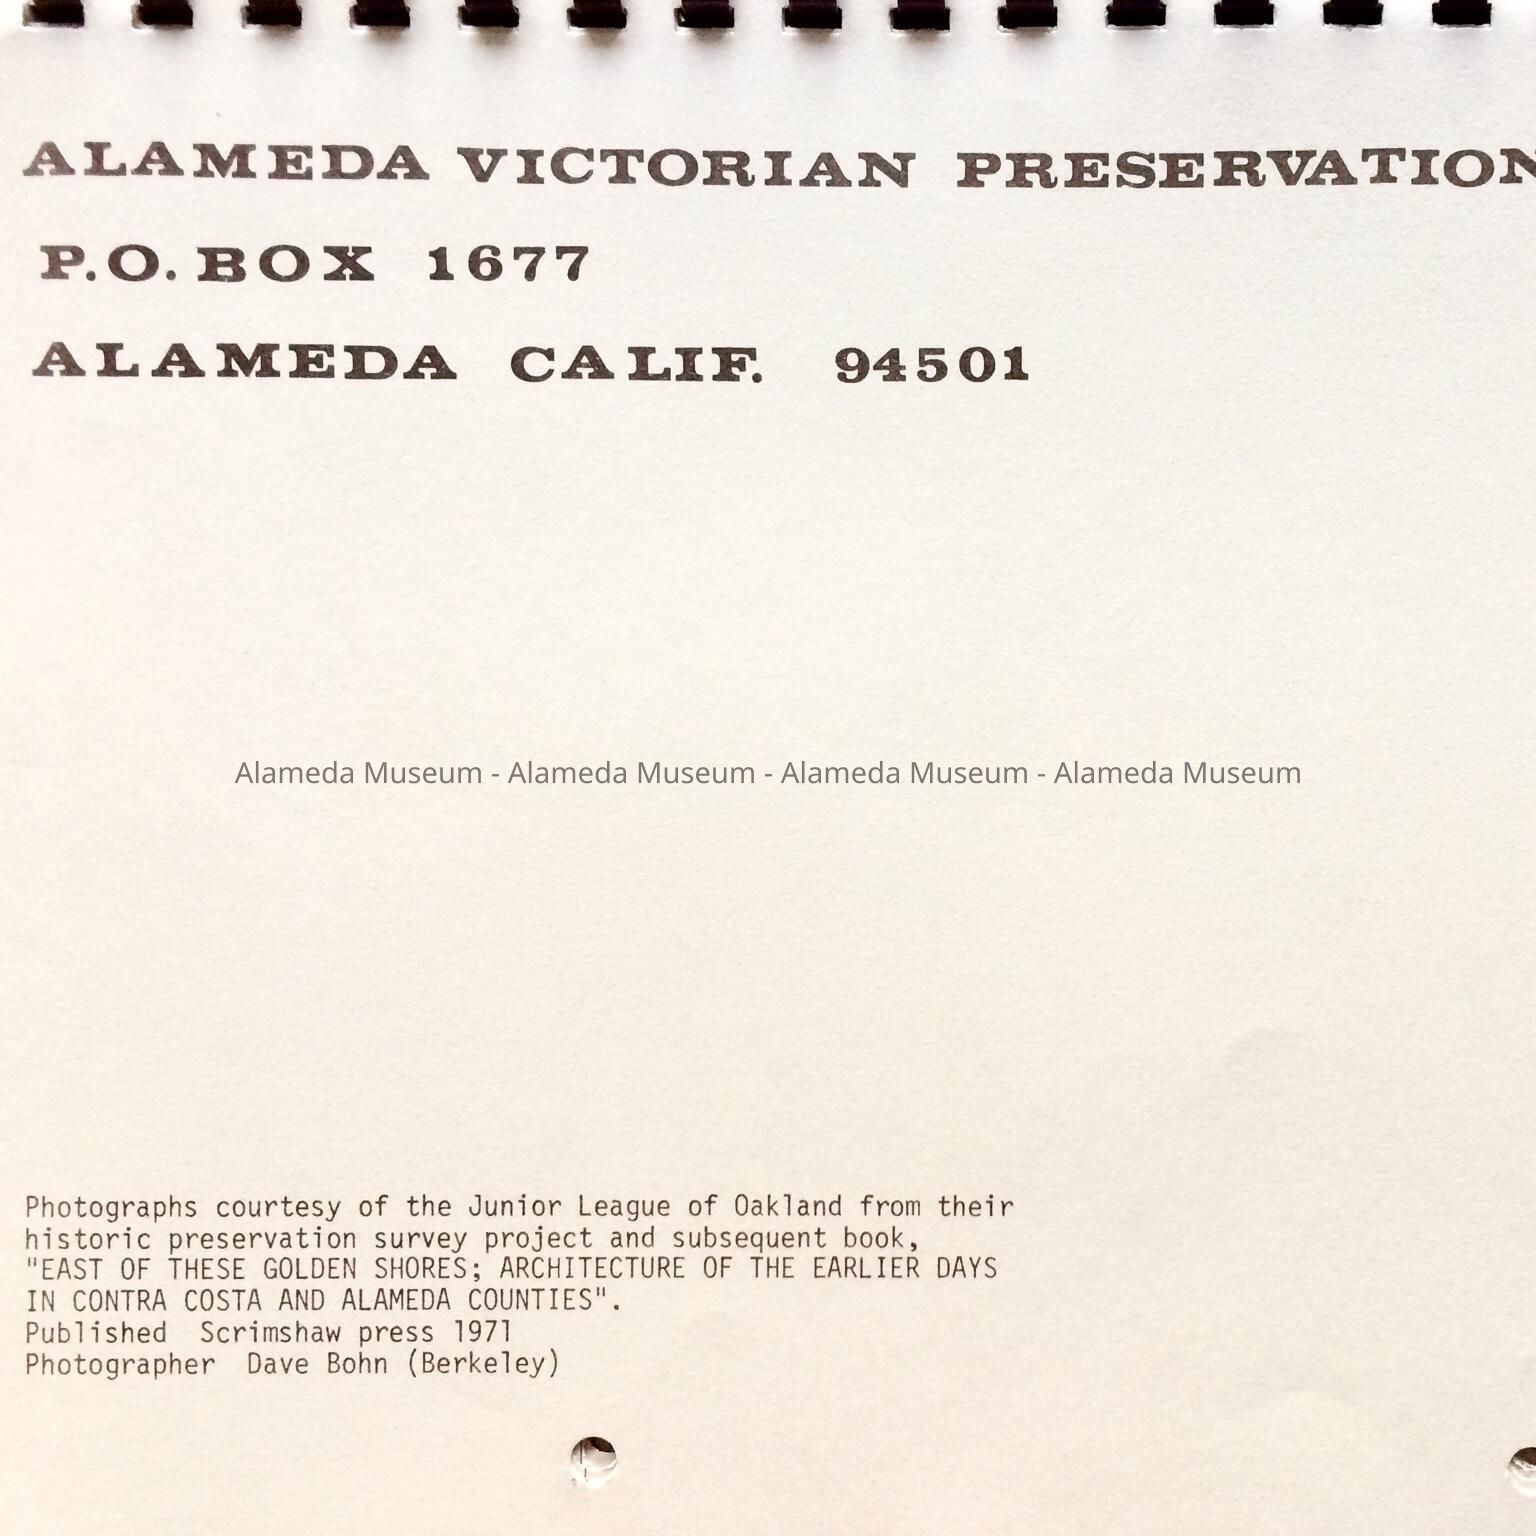 ALAMEDA VICTORIAN PRESERVATION
P.O. BOX 1677
ALAMEDA CALIF. 94501
Alameda Museum - Alameda Museum - Alameda Museum - Alameda Museum
Photographs courtesy of the Junior League of Oakland from their
historic preservation survey project and subsequent book,
"EAST OF THESE GOLDEN SHORES; ARCHITECTURE OF THE EARLIER DAYS
IN CONTRA COSTA AND ALAMEDA COUNTIES".
Published Scrimshaw press 1971
Photographer Dave Bohn (Berkeley)